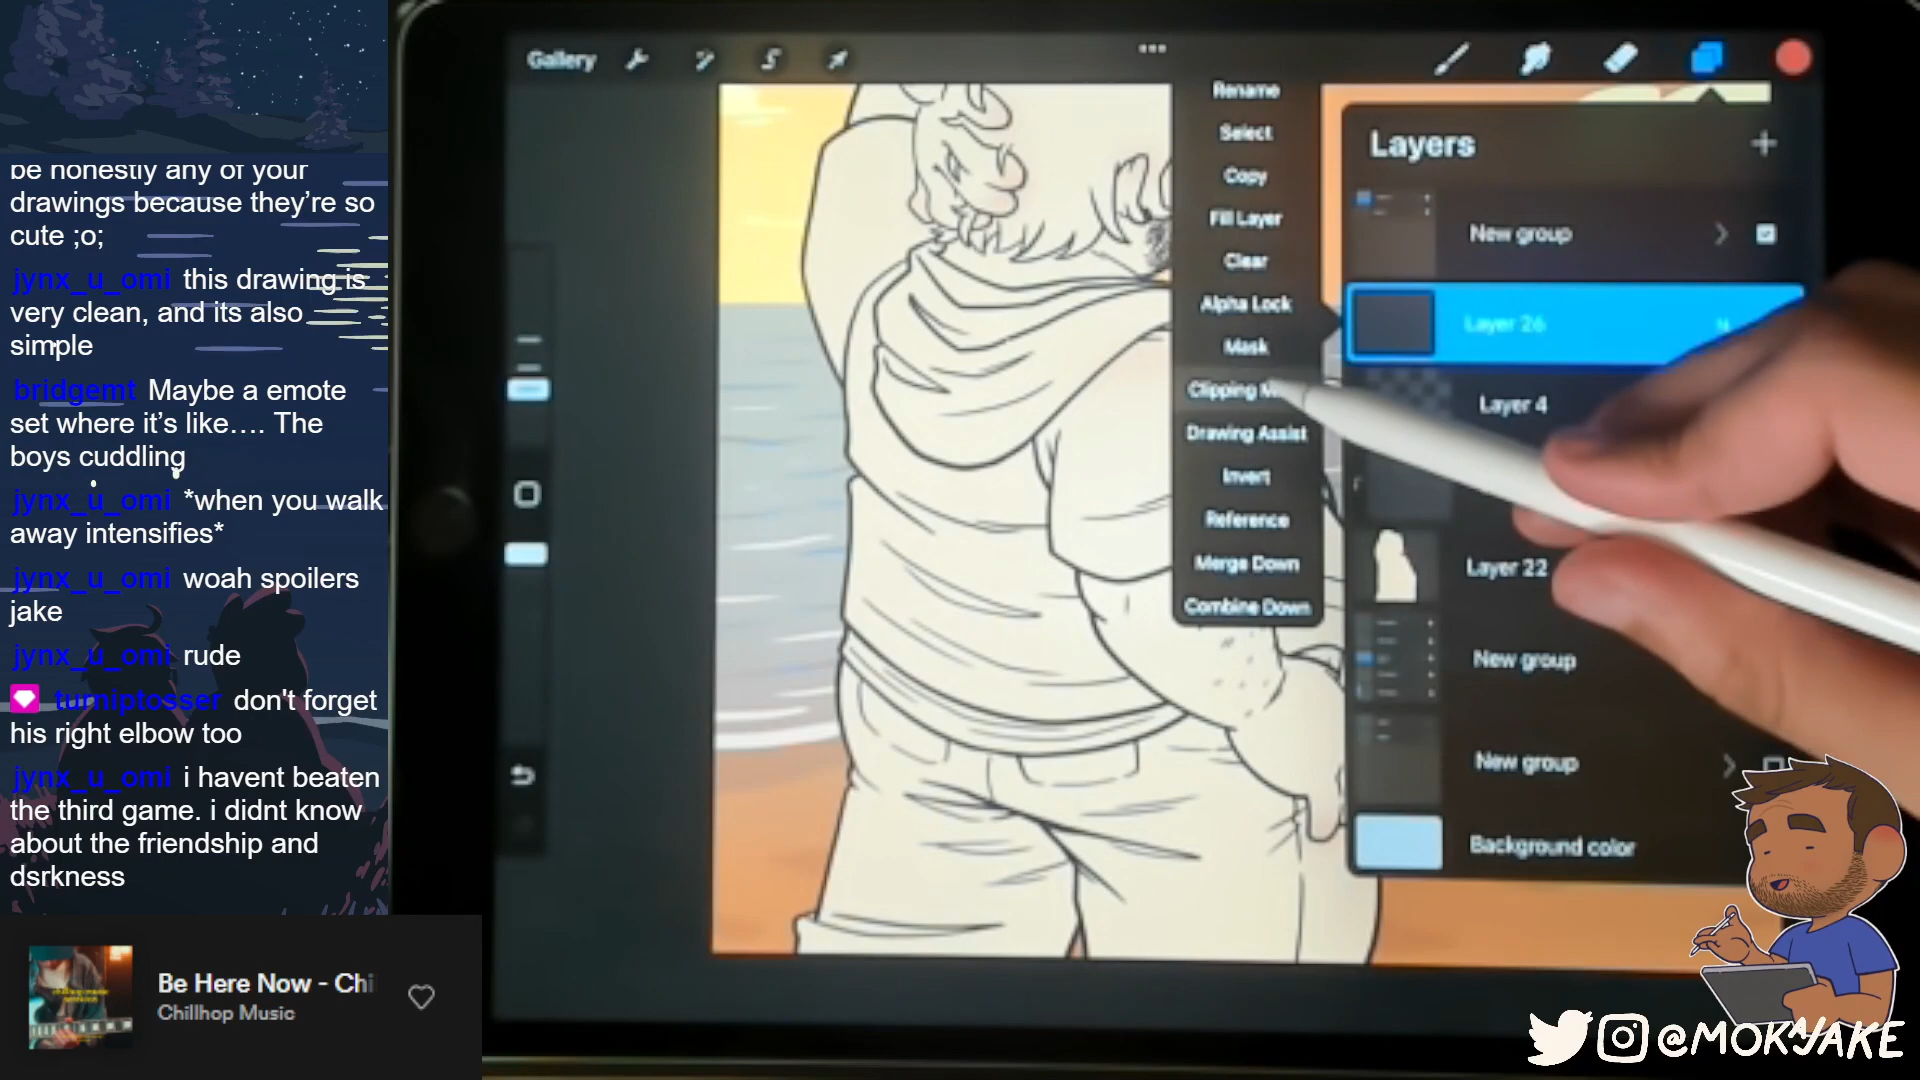 be honestly any of your
drawings because they're so
cute ;o;
jynx_u_omi this drawing is
very clean, and its also
simple
bridgemt Maybe a emote
set where it's like.... The
boys cuddling
jynx_u_omi *when you walk
away intensifies*
jynx_u_omi woah spoilers
jake
jynx_u_omi rude
turniptosser don't forget
his right elbow too
jynx_u_omi i havent beaten
the third game. i didnt know
about the friendship and
dsrkness
Be Here Now - Chi
Chillhop Music
Gallery
Rename
Select
Copy
Fill Layer
Clear
Alpha Lock
Mask
Clipping M
Drawing Assist
Invert
Reference
Merge Down
Combine Down
Layers
New group
Layer 26
N
Layer 4
Layer 22
New group
New group
Background color
@MOKAJAKE